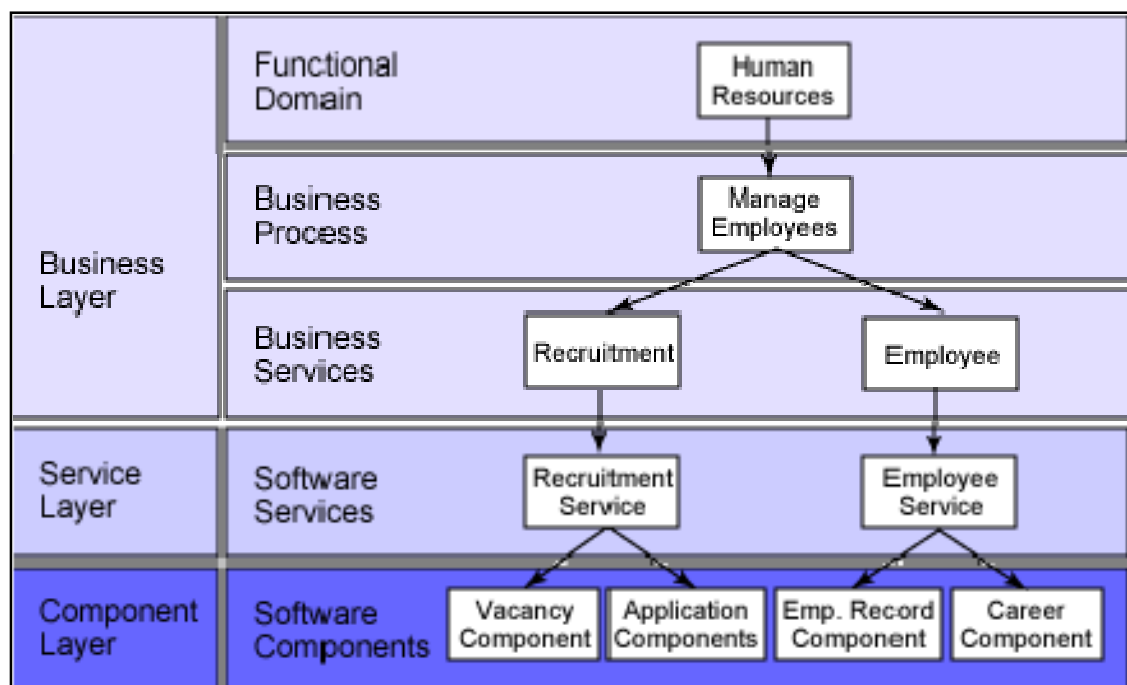 Functional
Domain
Human
Resources
Business
Layer
Business
Process
Manage
Employees
Business
Services
Recruitment
Employee
Service
Layer
Software
Services
Recruitment
Service
Employee
Service
Component
Layer
Software
Components
Vacancy
Component
Application
Components
Emp. Record
Component
Career
Component